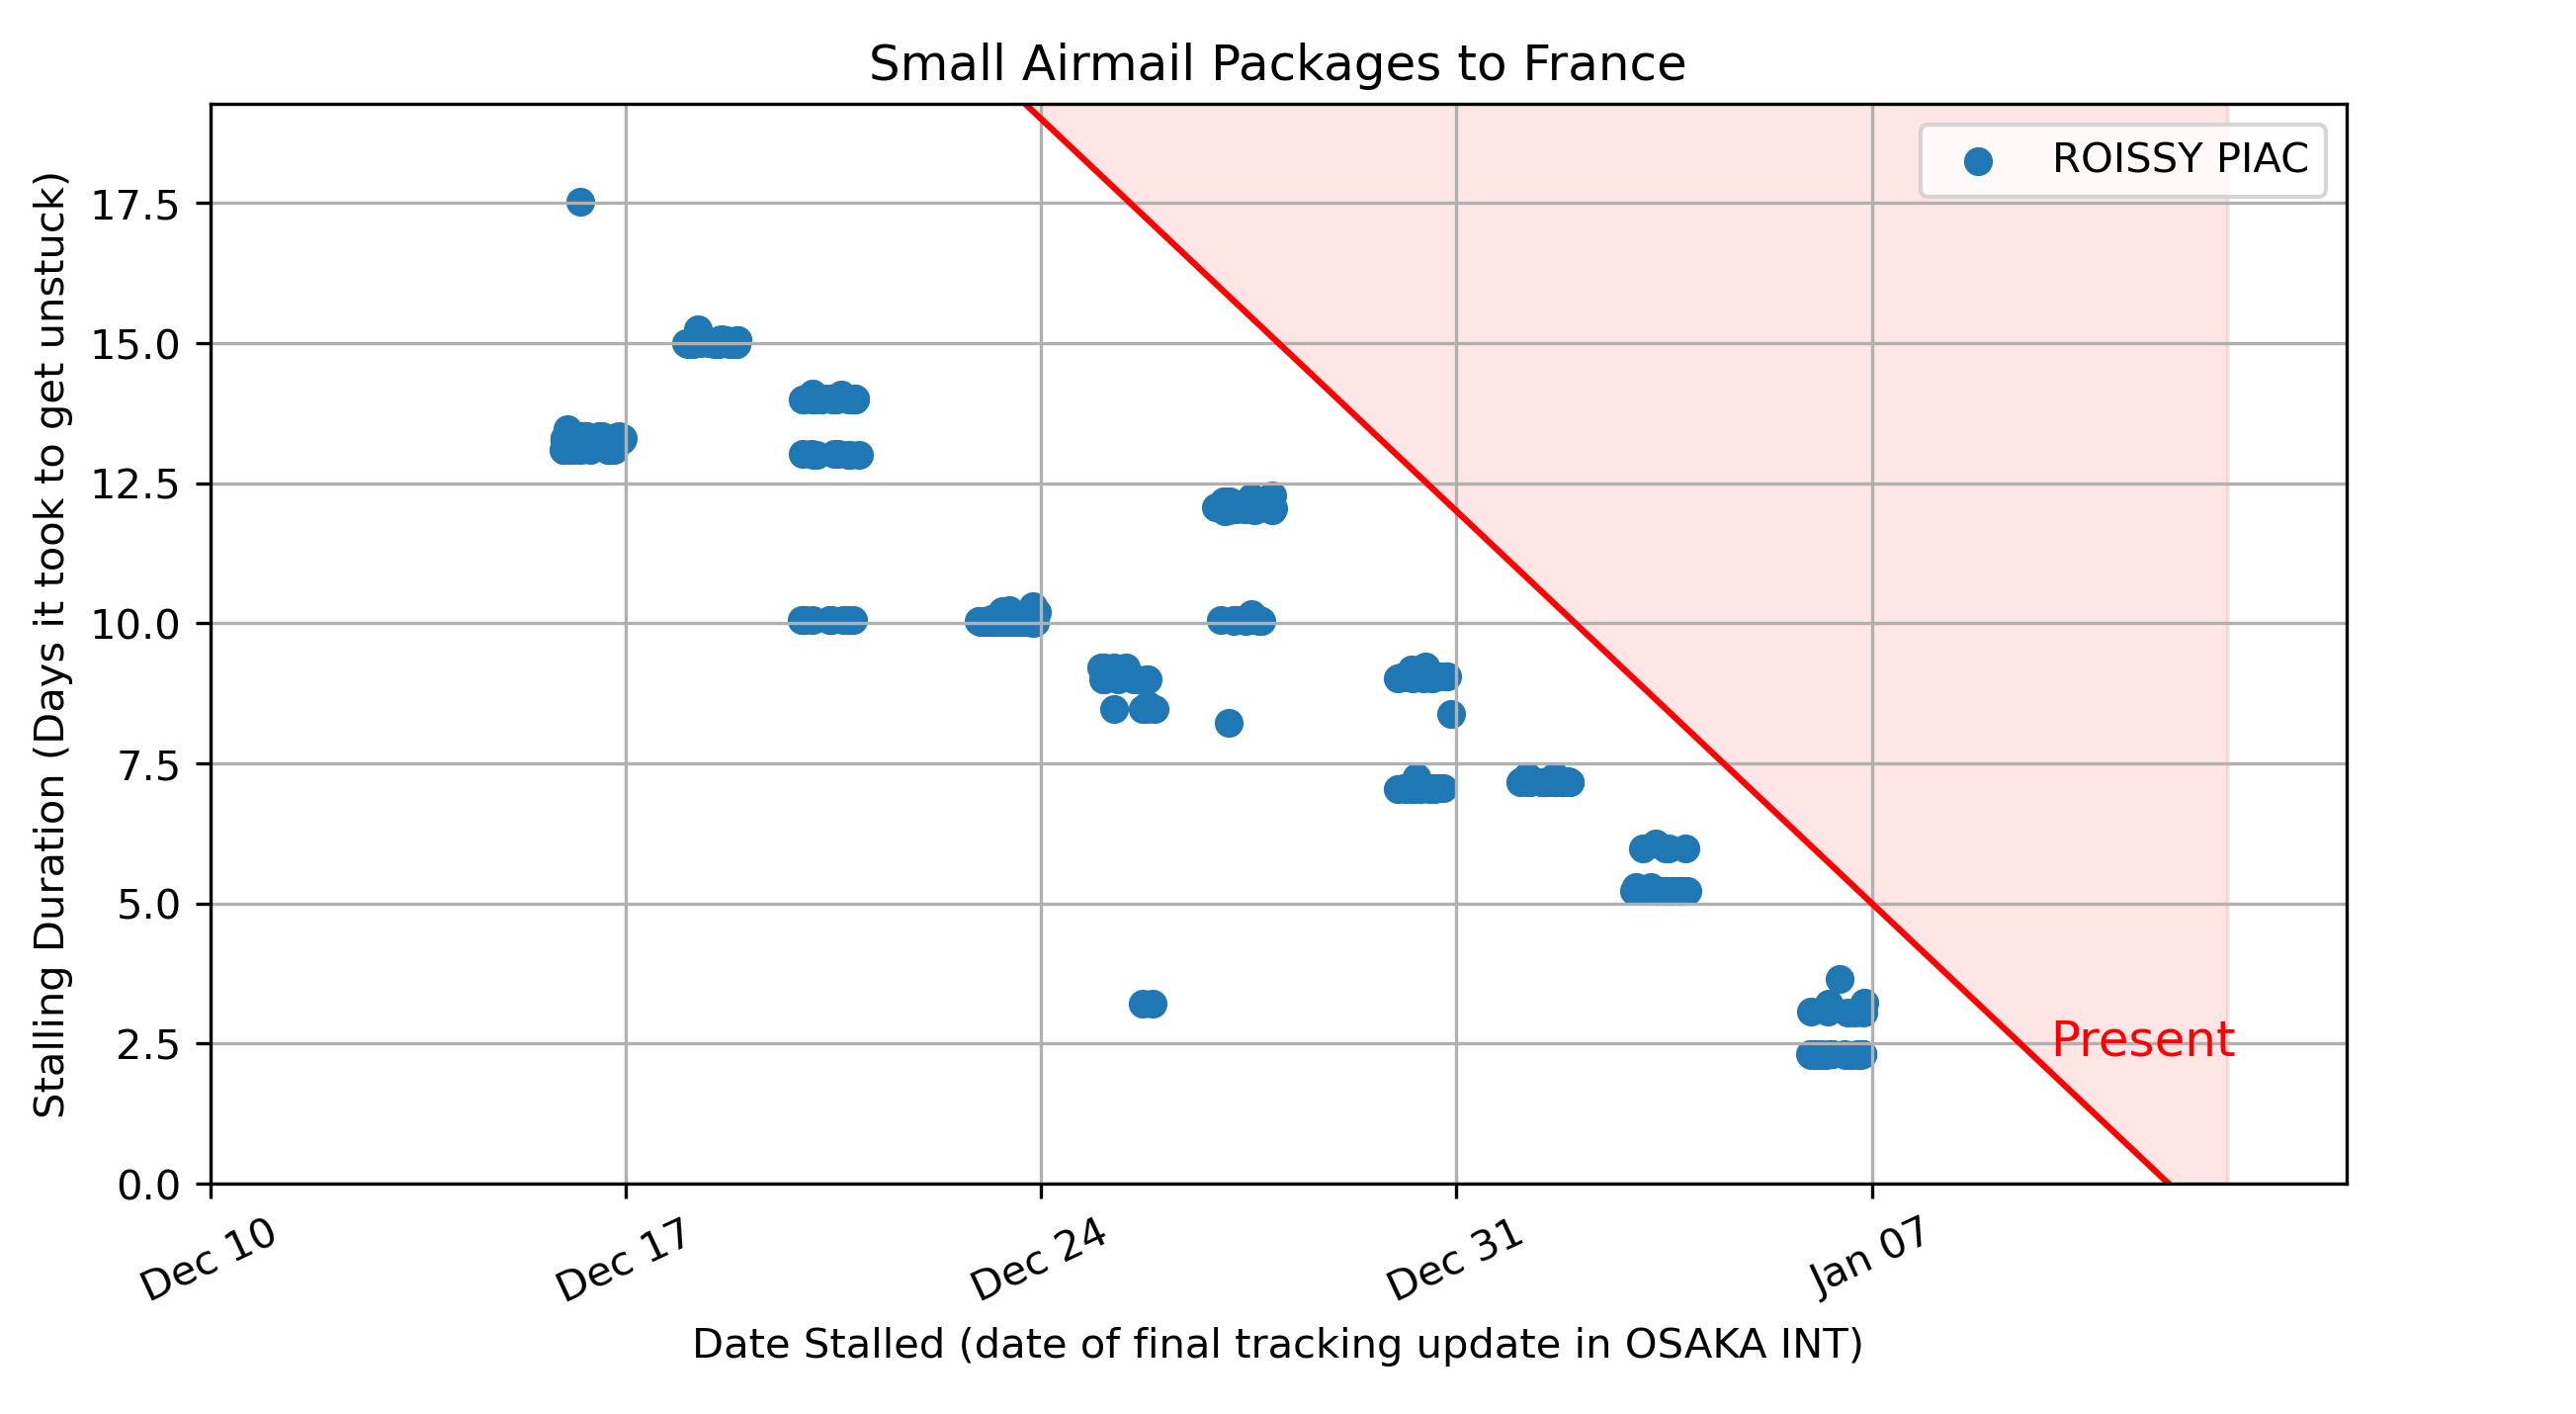 Small Airmail Packages to France
ROISSY PIAC
Stalling Duration (Days it took to get unstuck)
17.5
15.0
12.5
10.0
7.5
5.0
2.5
0.0
Present
Dec 10
Dec 17
Dec 24
Dec 31
Jan 07
Date Stalled (date of final tracking update in OSAKA INT)